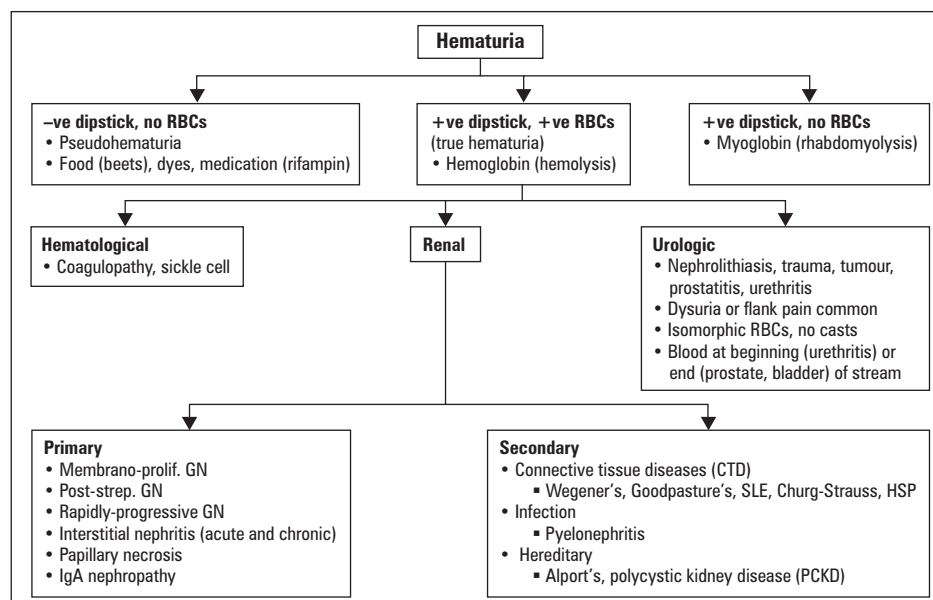 Hematuria
–ve dipstick, no RBCs
• Pseudohematuria
• Food (beets), dyes, medication (rifampin)
+ve dipstick, +ve RBCs
(true hematuria)
• Hemoglobin (hemolysis)
+ve dipstick, no RBCs
• Myoglobin (rhabdomyolysis)
Hematological
• Coagulopathy, sickle cell
Renal
Urologic
• Nephrolithiasis, trauma, tumour,
prostatitis, urethritis
• Dysuria or flank pain common
• Isomorphic RBCs, no casts
• Blood at beginning (urethritis) or
end (prostate, bladder) of stream
Primary
• Membrano-prolif. GN
• Post-strep. GN
• Rapidly-progressive GN
• Interstitial nephritis (acute and chronic)
• Papillary necrosis
• IgA nephropathy
Secondary
• Connective tissue diseases (CTD)
▪ Wegener's, Goodpasture's, SLE, Churg-Strauss, HSP
• Infection
▪ Pyelonephritis
• Hereditary
▪ Alport's, polycystic kidney disease (PCKD)